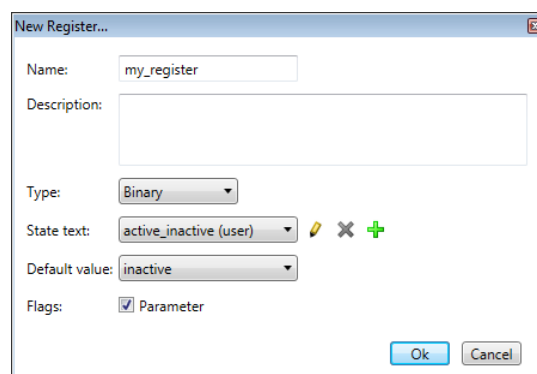 New Register...
Name: my_register
Description:
Type: Binary
State text: active_inactive (user)
Default value: inactive
Flags: Parameter
Ok Cancel